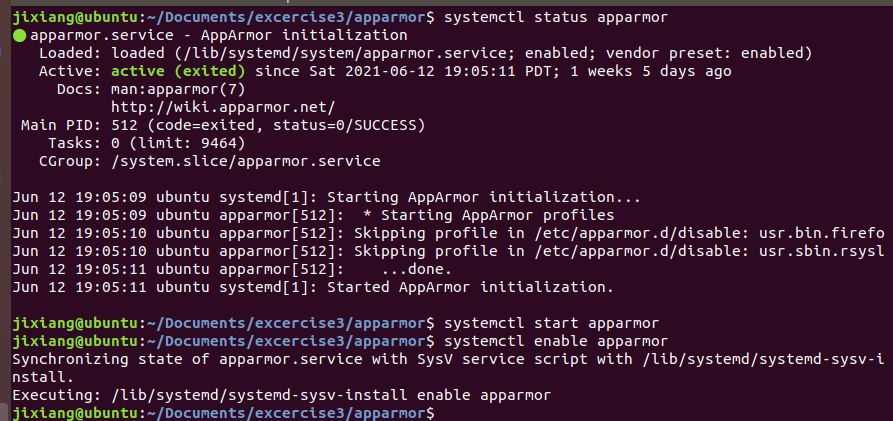 jixiang@ubuntu:~/Documents/excercise3/apparmor$ systemctl status apparmor
● apparmor.service - AppArmor initialization
   Loaded: loaded (/lib/systemd/system/apparmor.service; enabled; vendor preset: enabled)
   Active: active (exited) since Sat 2021-06-12 19:05:11 PDT; 1 weeks 5 days ago
     Docs: man:apparmor(7)
           http://wiki.apparmor.net/
 Main PID: 512 (code=exited, status=0/SUCCESS)
    Tasks: 0 (limit: 9464)
   CGroup: /system.slice/apparmor.service

Jun 12 19:05:09 ubuntu systemd[1]: Starting AppArmor initialization...
Jun 12 19:05:09 ubuntu apparmor[512]:  * Starting AppArmor profiles
Jun 12 19:05:10 ubuntu apparmor[512]: Skipping profile in /etc/apparmor.d/disable: usr.bin.firefo
Jun 12 19:05:10 ubuntu apparmor[512]: Skipping profile in /etc/apparmor.d/disable: usr.sbin.rsysl
Jun 12 19:05:11 ubuntu apparmor[512]:    ...done.
Jun 12 19:05:11 ubuntu systemd[1]: Started AppArmor initialization.

jixiang@ubuntu:~/Documents/excercise3/apparmor$ systemctl start apparmor
jixiang@ubuntu:~/Documents/excercise3/apparmor$ systemctl enable apparmor
Synchronizing state of apparmor.service with SysV service script with /lib/systemd/systemd-sysv-i
nstall.
Executing: /lib/systemd/systemd-sysv-install enable apparmor
jixiang@ubuntu:~/Documents/excercise3/apparmor$